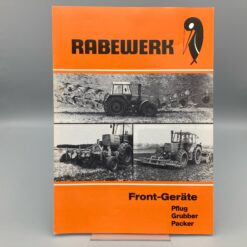 RABEWERK
Front-Geräte
Pflug
Grubber
Packer